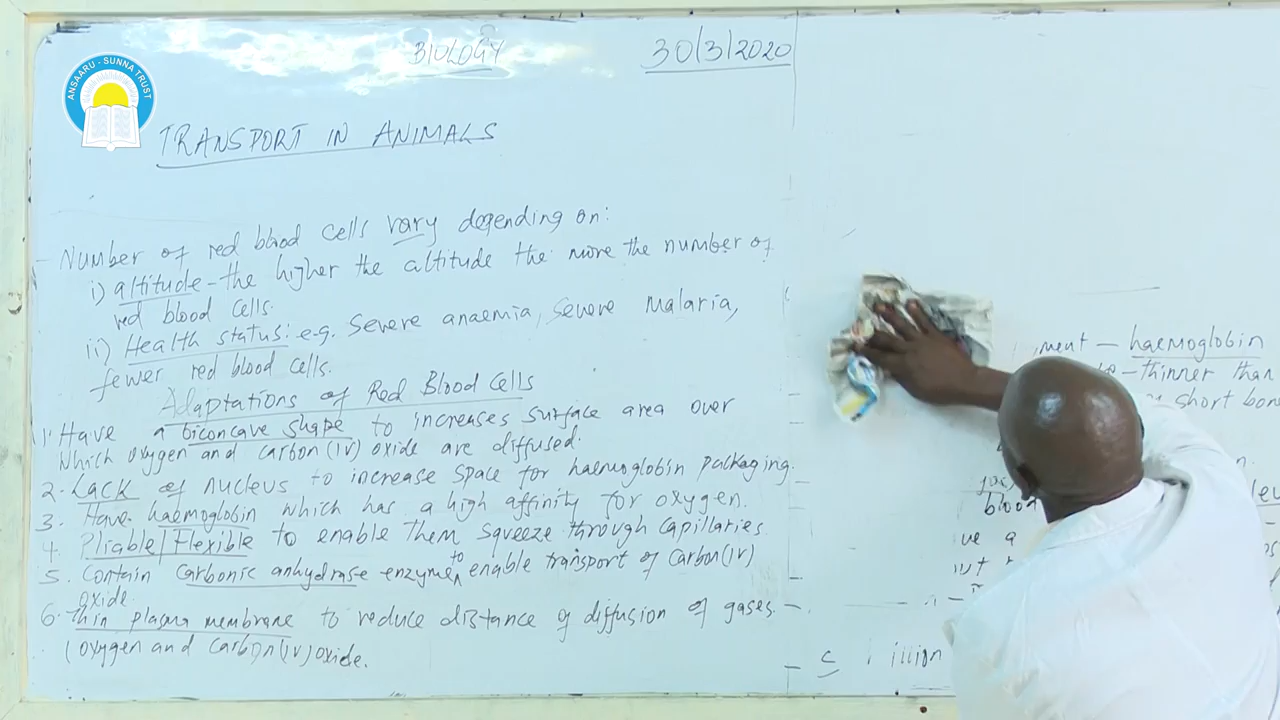 ANSAARU - SUNNA TRUST
BIOLOGY
30/3/2020
TRANSPORT IN ANIMALS
- Number of red blood cells vary depending on:
i) altitude - the higher the altitude the more the number of
red blood cells.
ii) Health status: e.g. Severe anaemia, severe malaria,
fewer red blood cells.
Adaptations of Red Blood Cells
1. Have a biconcave shape to increases surface area over
which oxygen and carbon(IV) oxide are diffused.
2. Lack of nucleus to increase space for haemoglobin packaging.
3. Have haemoglobin which has a high affinity for oxygen.
4. Pliable/Flexible to enable them squeeze through capillaries
5. Contain carbonic anhydrase enzyme to enable transport of carbon(IV)
oxide.
6. Thin plasma membrane to reduce distance of diffusion of gases.
(oxygen and carbon(IV) oxide.
ment - haemoglobin
- thinner than
short bone
blood
illion